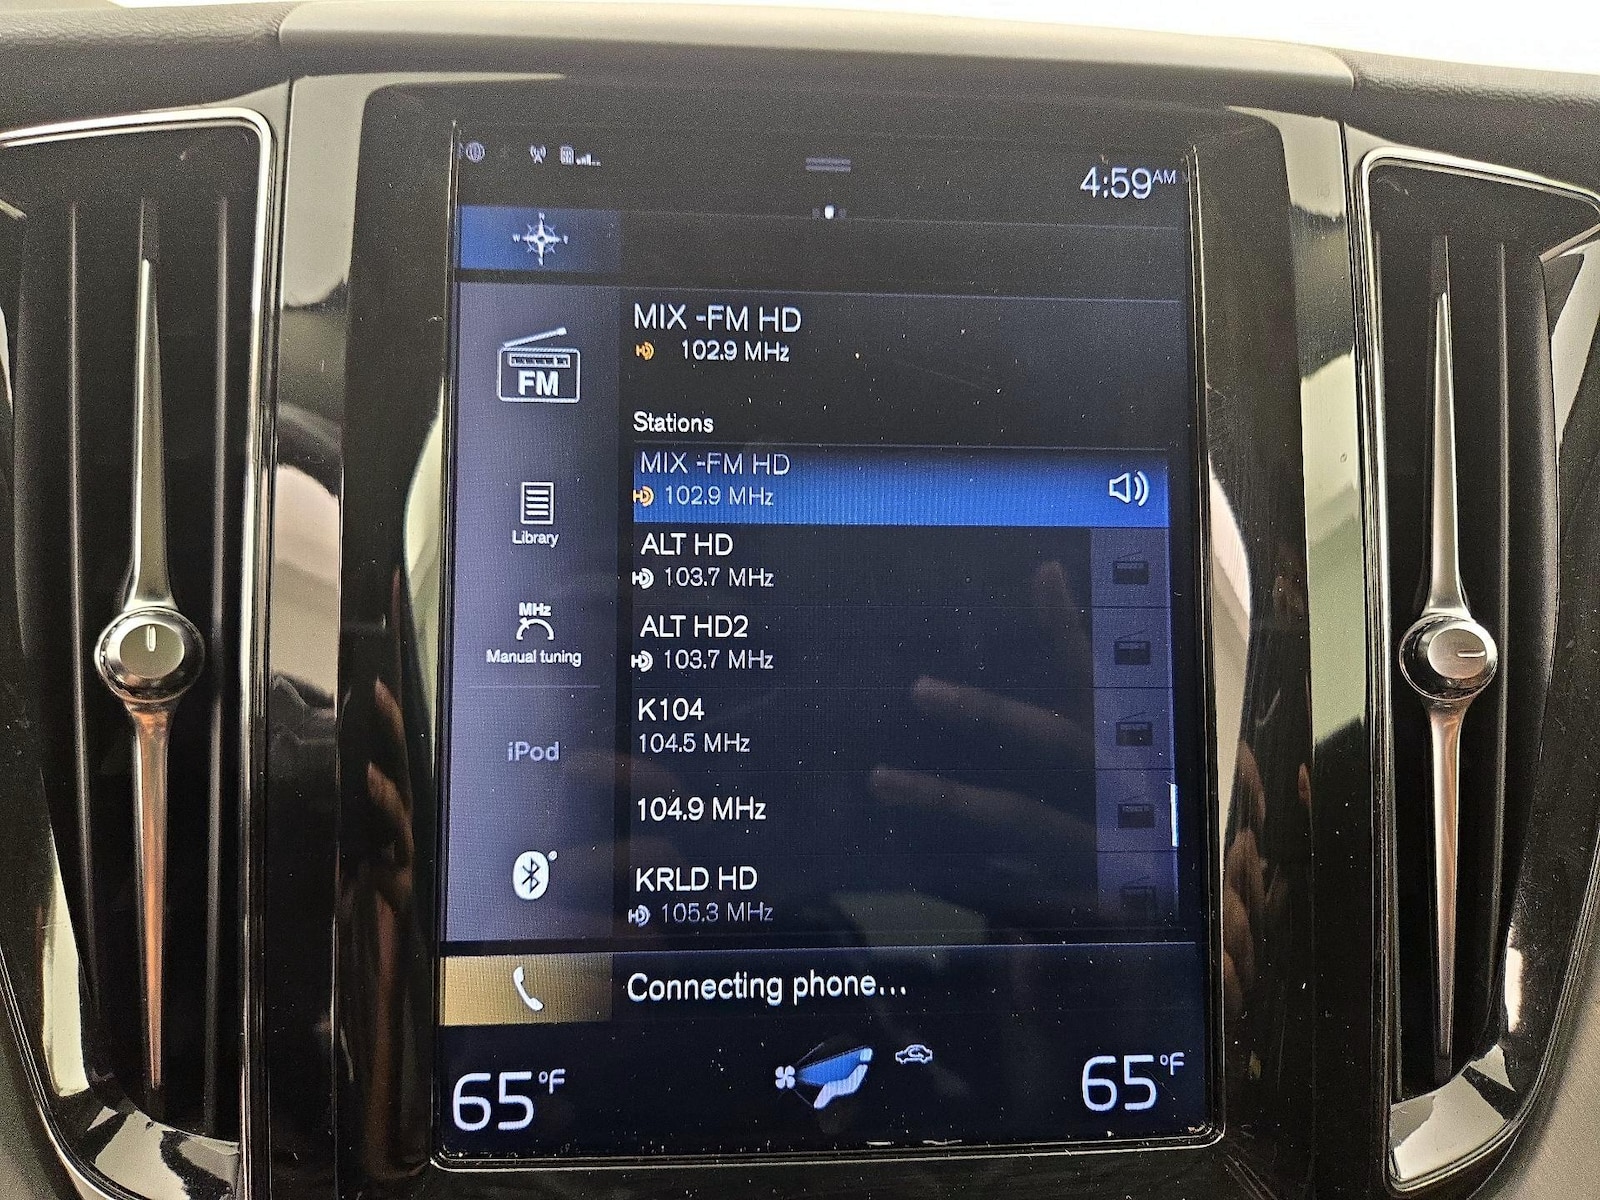 4:59AM
N
W
MIX -FM HD
102.9 MHz
FM
Stations
MIX -FM HD
102.9 MHz
Library
ALT HD
103.7 MHz
MHz
Manual tuning
ALT HD2
103.7 MHz
K104
104.5 MHz
iPod
104.9 MHz
KRLD HD
105.3 MHz
Connecting phone...
65°F
65°F